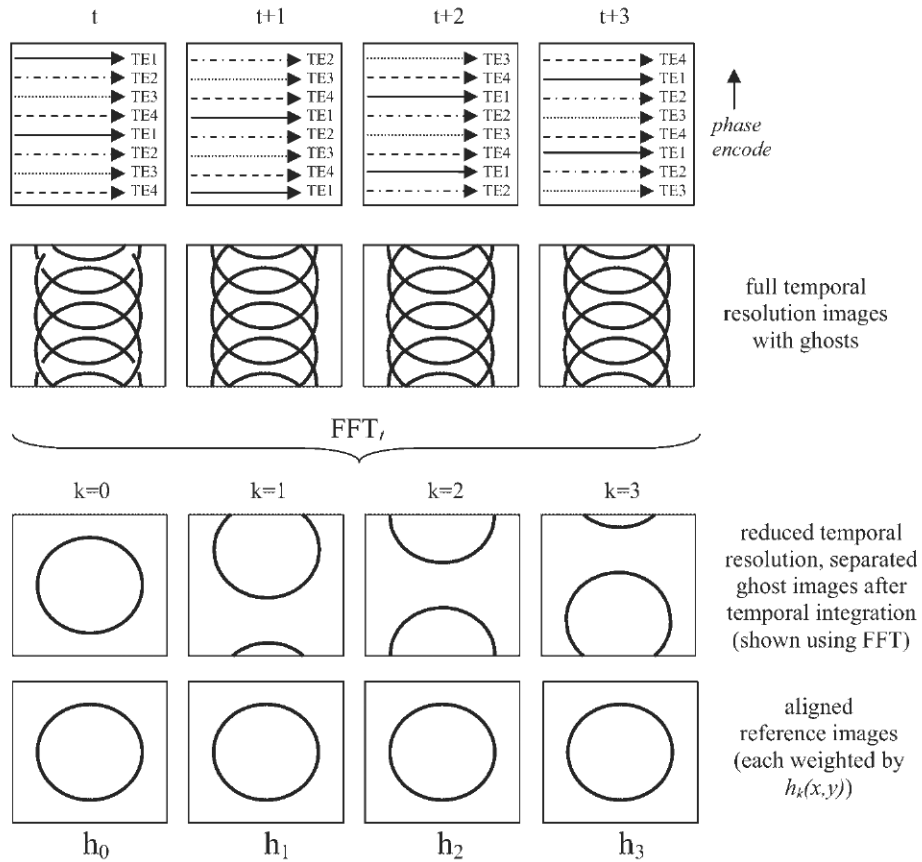 t
t+1
t+2
t+3
TE1
TE2
TE3
TE4
TE1
TE2
TE3
TE4
TE2
TE3
TE4
TE1
TE2
TE3
TE4
TE1
TE3
TE4
TE1
TE2
TE3
TE4
TE1
TE2
TE4
TE1
TE2
TE3
TE4
TE1
TE2
TE3
phase
encode
full temporal
resolution images
with ghosts
FFTt
k=0
k=1
k=2
k=3
reduced temporal
resolution, separated
ghost images after
temporal integration
(shown using FFT)
aligned
reference images
(each weighted by
hk(x,y))
h0
h1
h2
h3